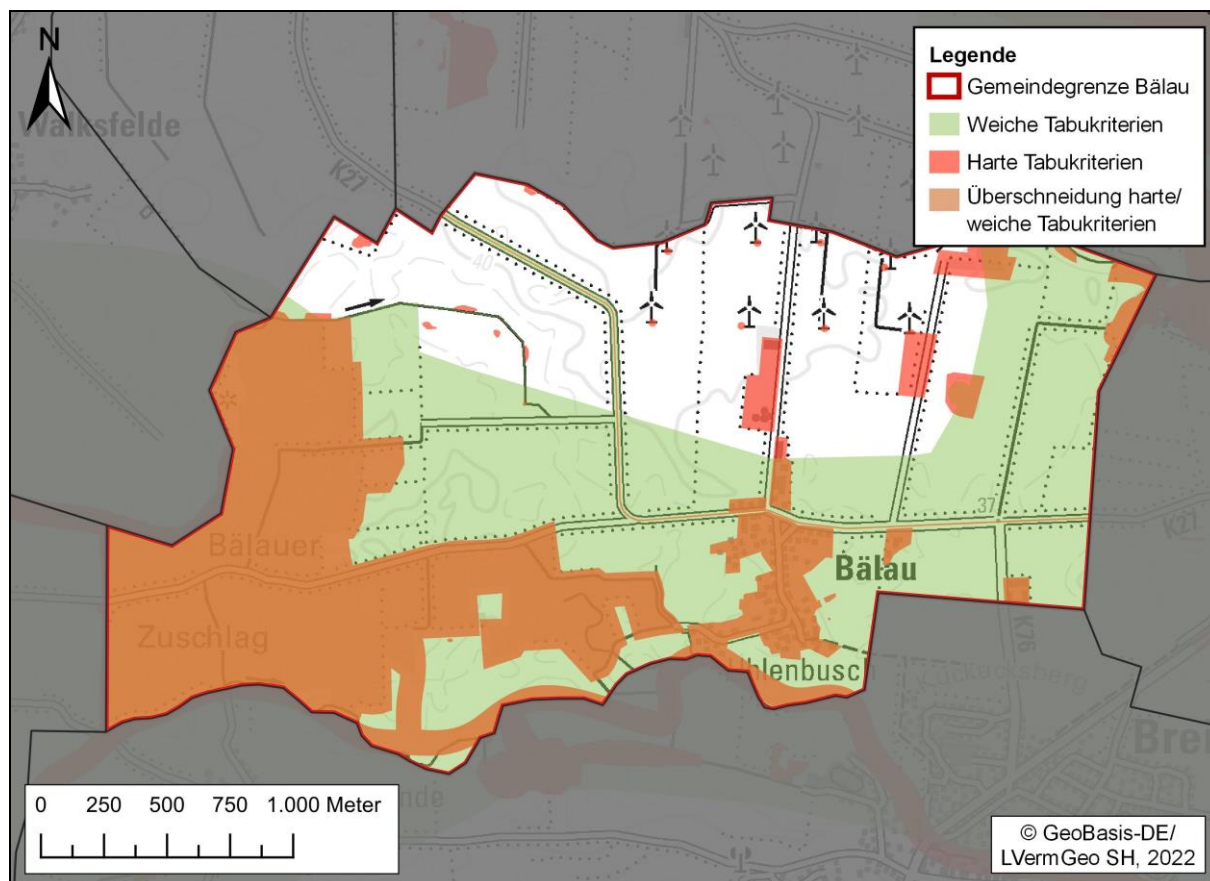 N
Walksfelde
K27
Legende
Gemeindegrenze Bälau
Weiche Tabukriterien
Harte Tabukriterien
Überschneidung harte/
weiche Tabukriterien
40
37
K27
Bälauer
Zuschlag
Bälau
K76
0 250 500 750 1.000 Meter
© GeoBasis-DE/
LVermGeo SH, 2022